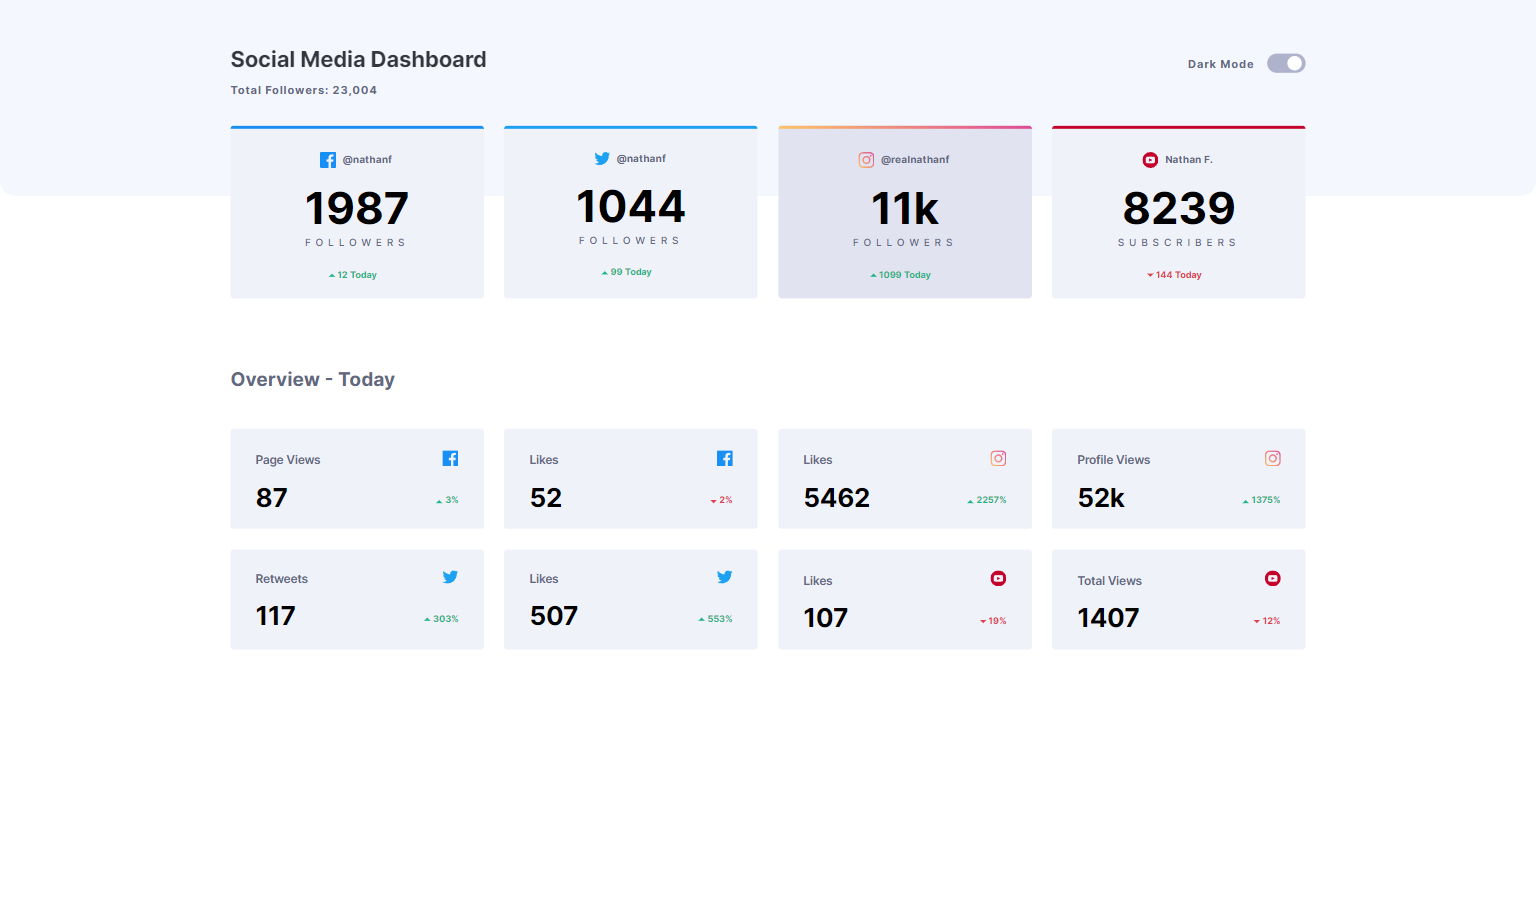 Social Media Dashboard
Dark Mode
Total Followers: 23,004
@nathanf
1987
FOLLOWERS
12 Today
@nathanf
1044
FOLLOWERS
99 Today
@realnathanf
11k
FOLLOWERS
1099 Today
Nathan F.
8239
SUBSCRIBERS
144 Today
Overview - Today
Page Views
87
3%
Likes
52
2%
Likes
5462
2257%
Profile Views
52k
1375%
Retweets
117
303%
Likes
507
553%
Likes
107
19%
Total Views
1407
12%